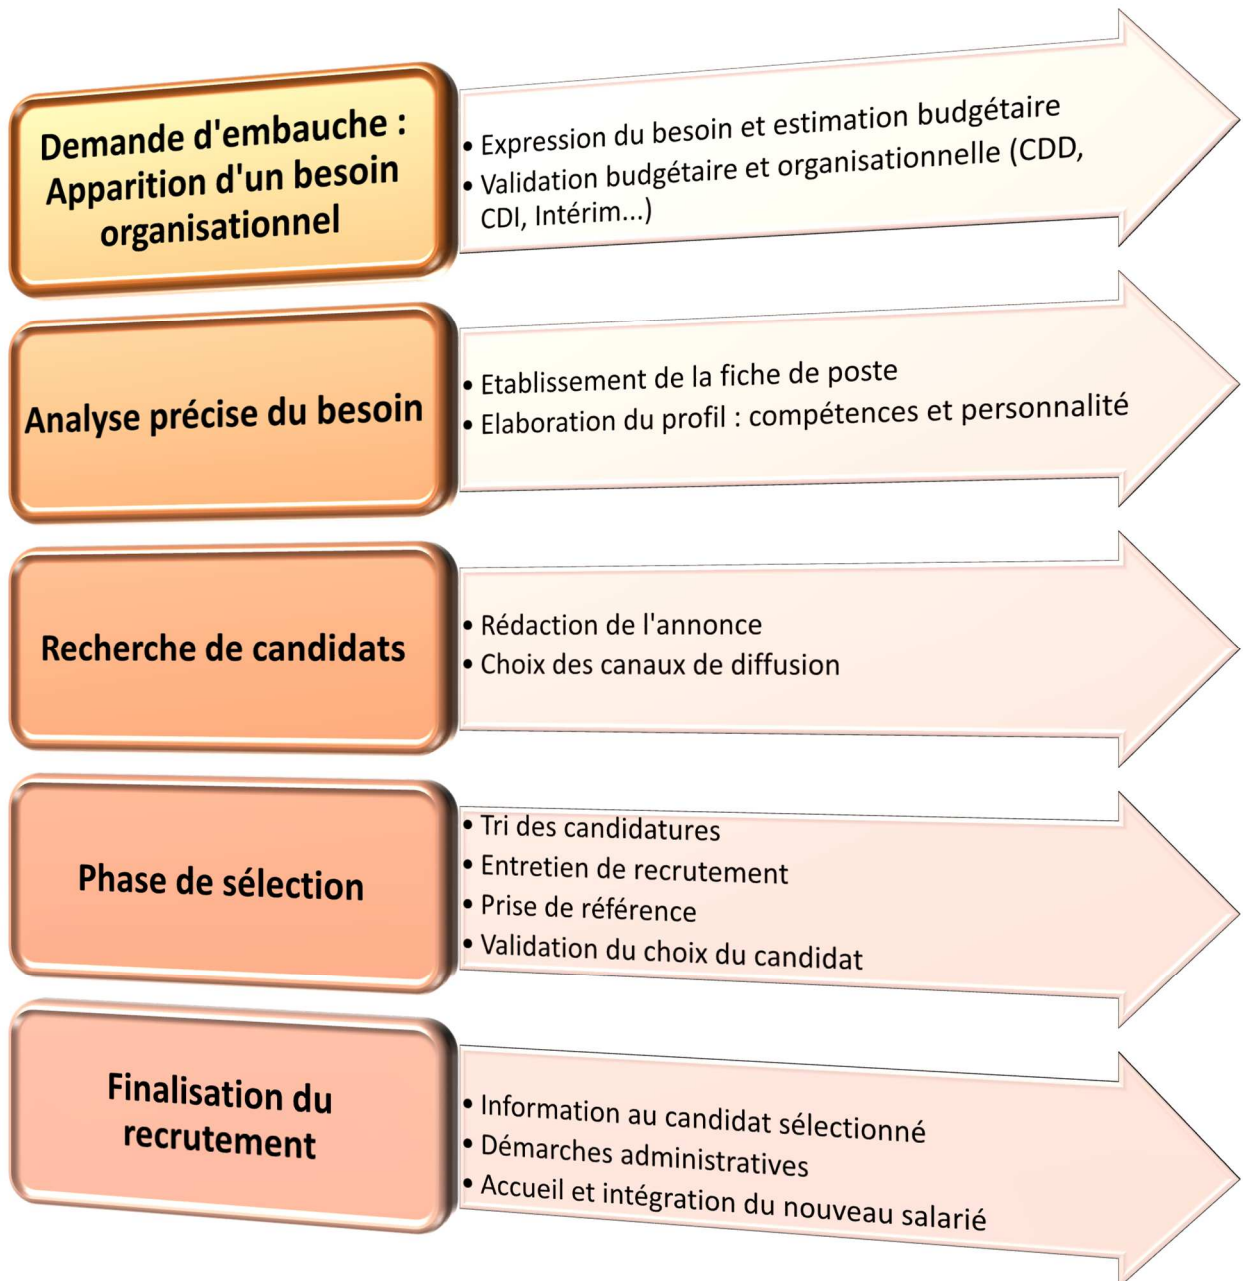 Demande d'embauche :
Apparition d'un besoin
organisationnel
• Expression du besoin et estimation budgétaire
• Validation budgétaire et organisationnelle (CDD,
CDI, Intérim...)
Analyse précise du besoin
• Etablissement de la fiche de poste
• Elaboration du profil : compétences et personnalité
Recherche de candidats
• Rédaction de l'annonce
• Choix des canaux de diffusion
Phase de sélection
• Tri des candidatures
• Entretien de recrutement
• Prise de référence
• Validation du choix du candidat
Finalisation du
recrutement
• Information au candidat sélectionné
• Démarches administratives
• Accueil et intégration du nouveau salarié